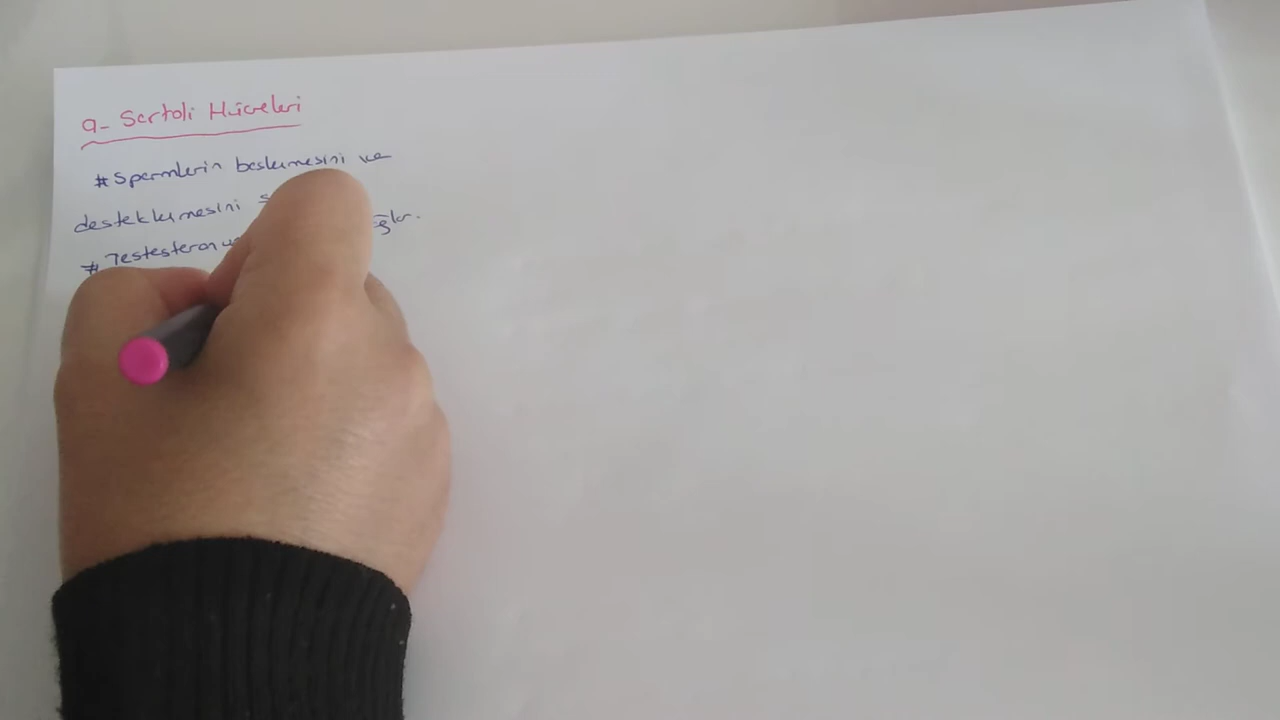 a- Sertoli Hücreleri
# Spermlerin beslenmesini ve
desteklenmesini
# Testesteron